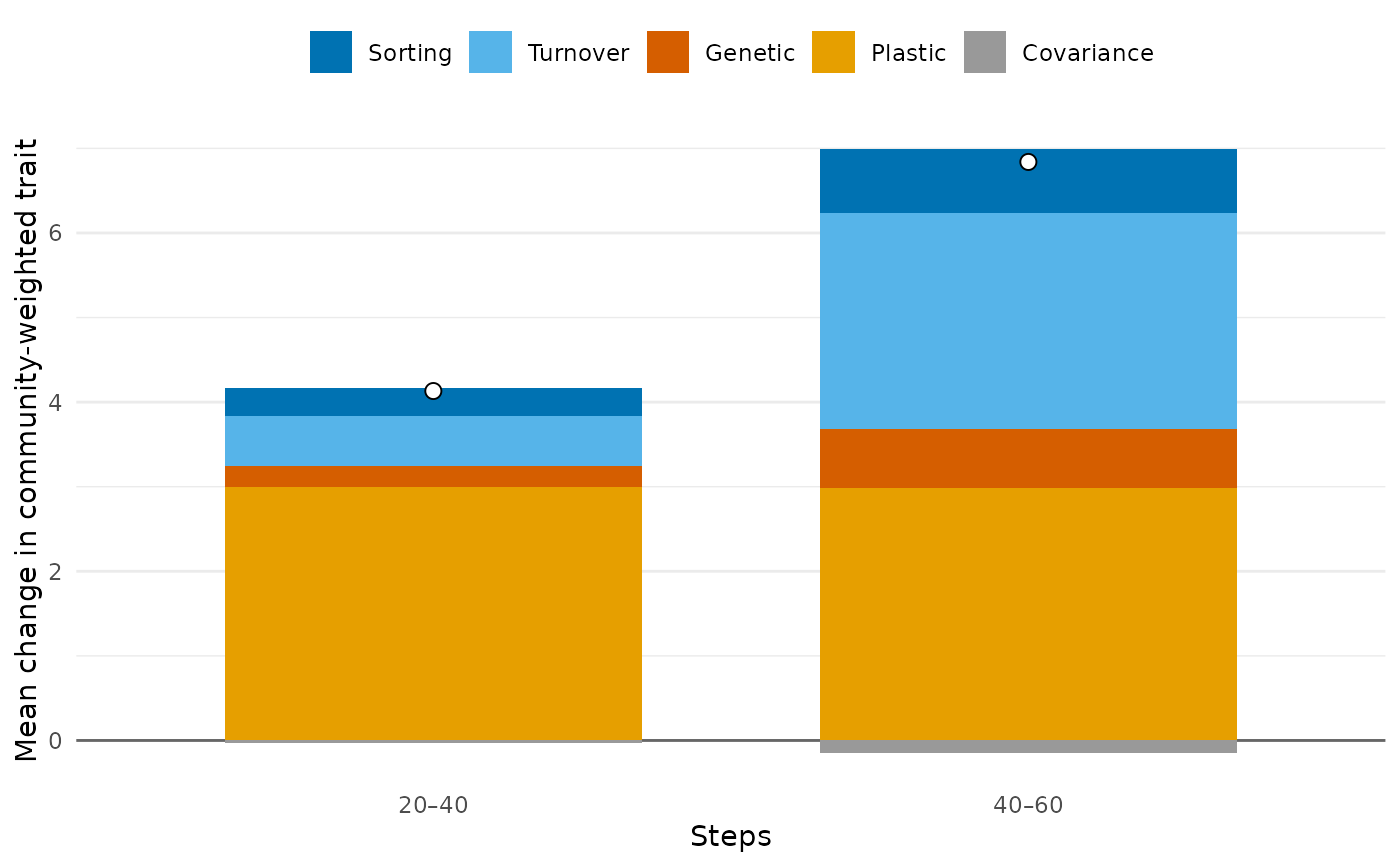 Sorting Turnover Genetic Plastic Covariance
Mean change in community-weighted trait
6
4
2
0
20–40 40–60
Steps